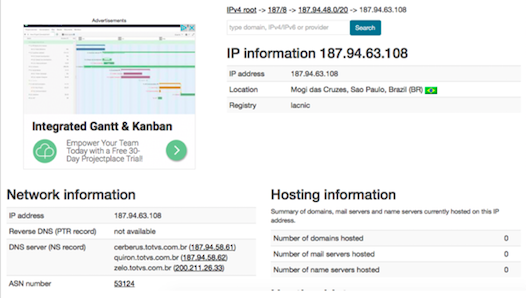 Advertisements
Integrated Gantt & Kanban
Empower Your Team
Today with a Free 30-
Day Projectplace Trial!
IPv4 root -> 187/8 -> 187.94.48.0/20 -> 187.94.63.108
type domain, IPv4/IPv6 or provider
Search
IP information 187.94.63.108
IP address 187.94.63.108
Location Mogi das Cruzes, Sao Paulo, Brazil (BR)
Registry lacnic
Network information
IP address 187.94.63.108
Reverse DNS (PTR record) not available
DNS server (NS record) cerberus.totvs.com.br (187.94.58.61)
quiron.totvs.com.br (187.94.58.62)
zelo.totvs.com.br (200.211.26.33)
ASN number 53124
Hosting information
Summary of domains, mail servers and name servers currently hosted on this IP
address.
Number of domains hosted 0
Number of mail servers hosted 0
Number of name servers hosted 0